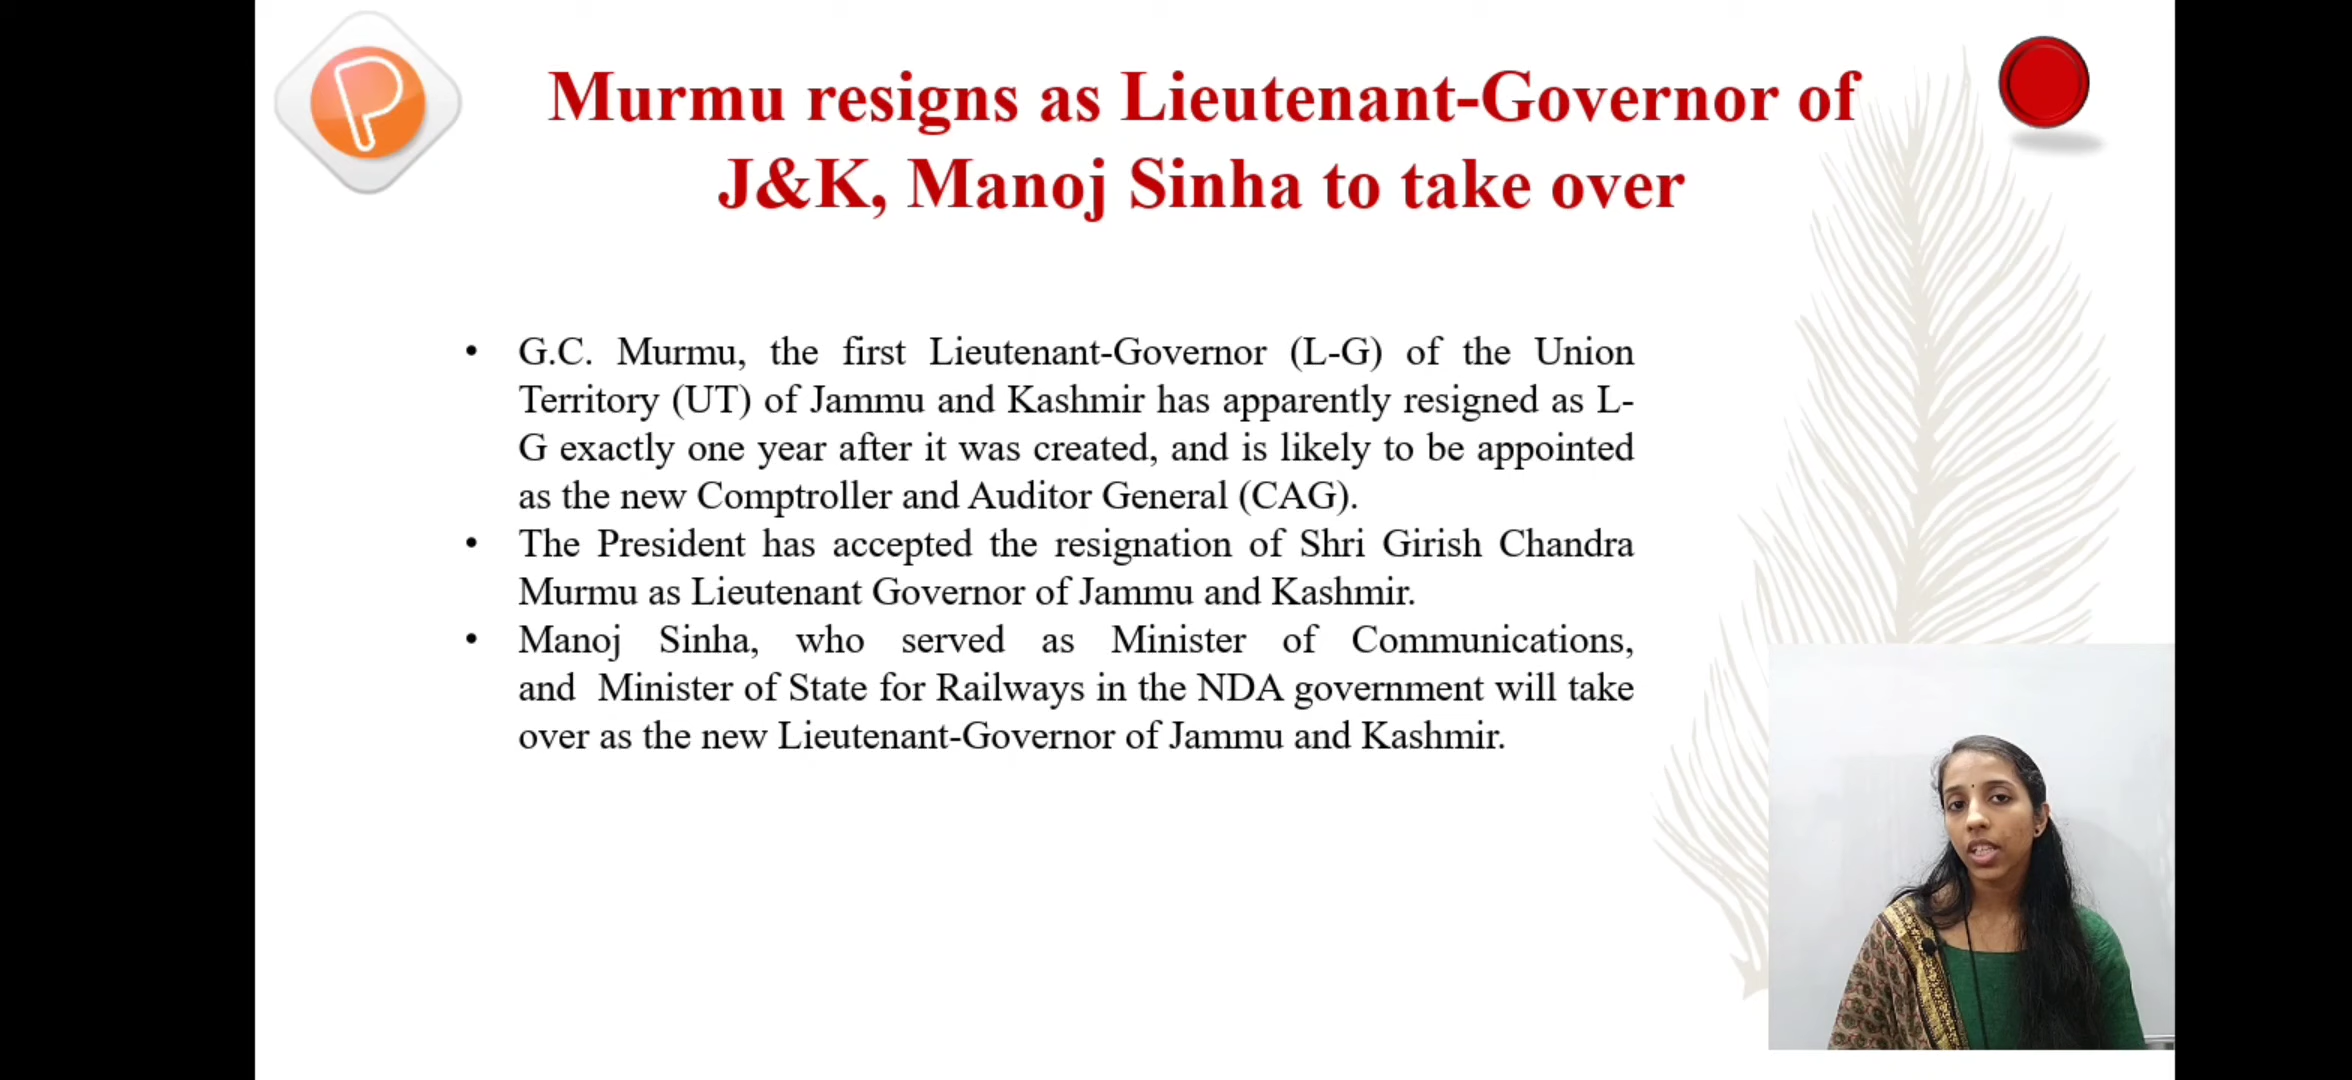 Murmu resigns as Lieutenant-Governor of
J&K, Manoj Sinha to take over
• G.C. Murmu, the first Lieutenant-Governor (L-G) of the Union
Territory (UT) of Jammu and Kashmir has apparently resigned as L-
G exactly one year after it was created, and is likely to be appointed
as the new Comptroller and Auditor General (CAG).
• The President has accepted the resignation of Shri Girish Chandra
Murmu as Lieutenant Governor of Jammu and Kashmir.
• Manoj Sinha, who served as Minister of Communications,
and Minister of State for Railways in the NDA government will take
over as the new Lieutenant-Governor of Jammu and Kashmir.